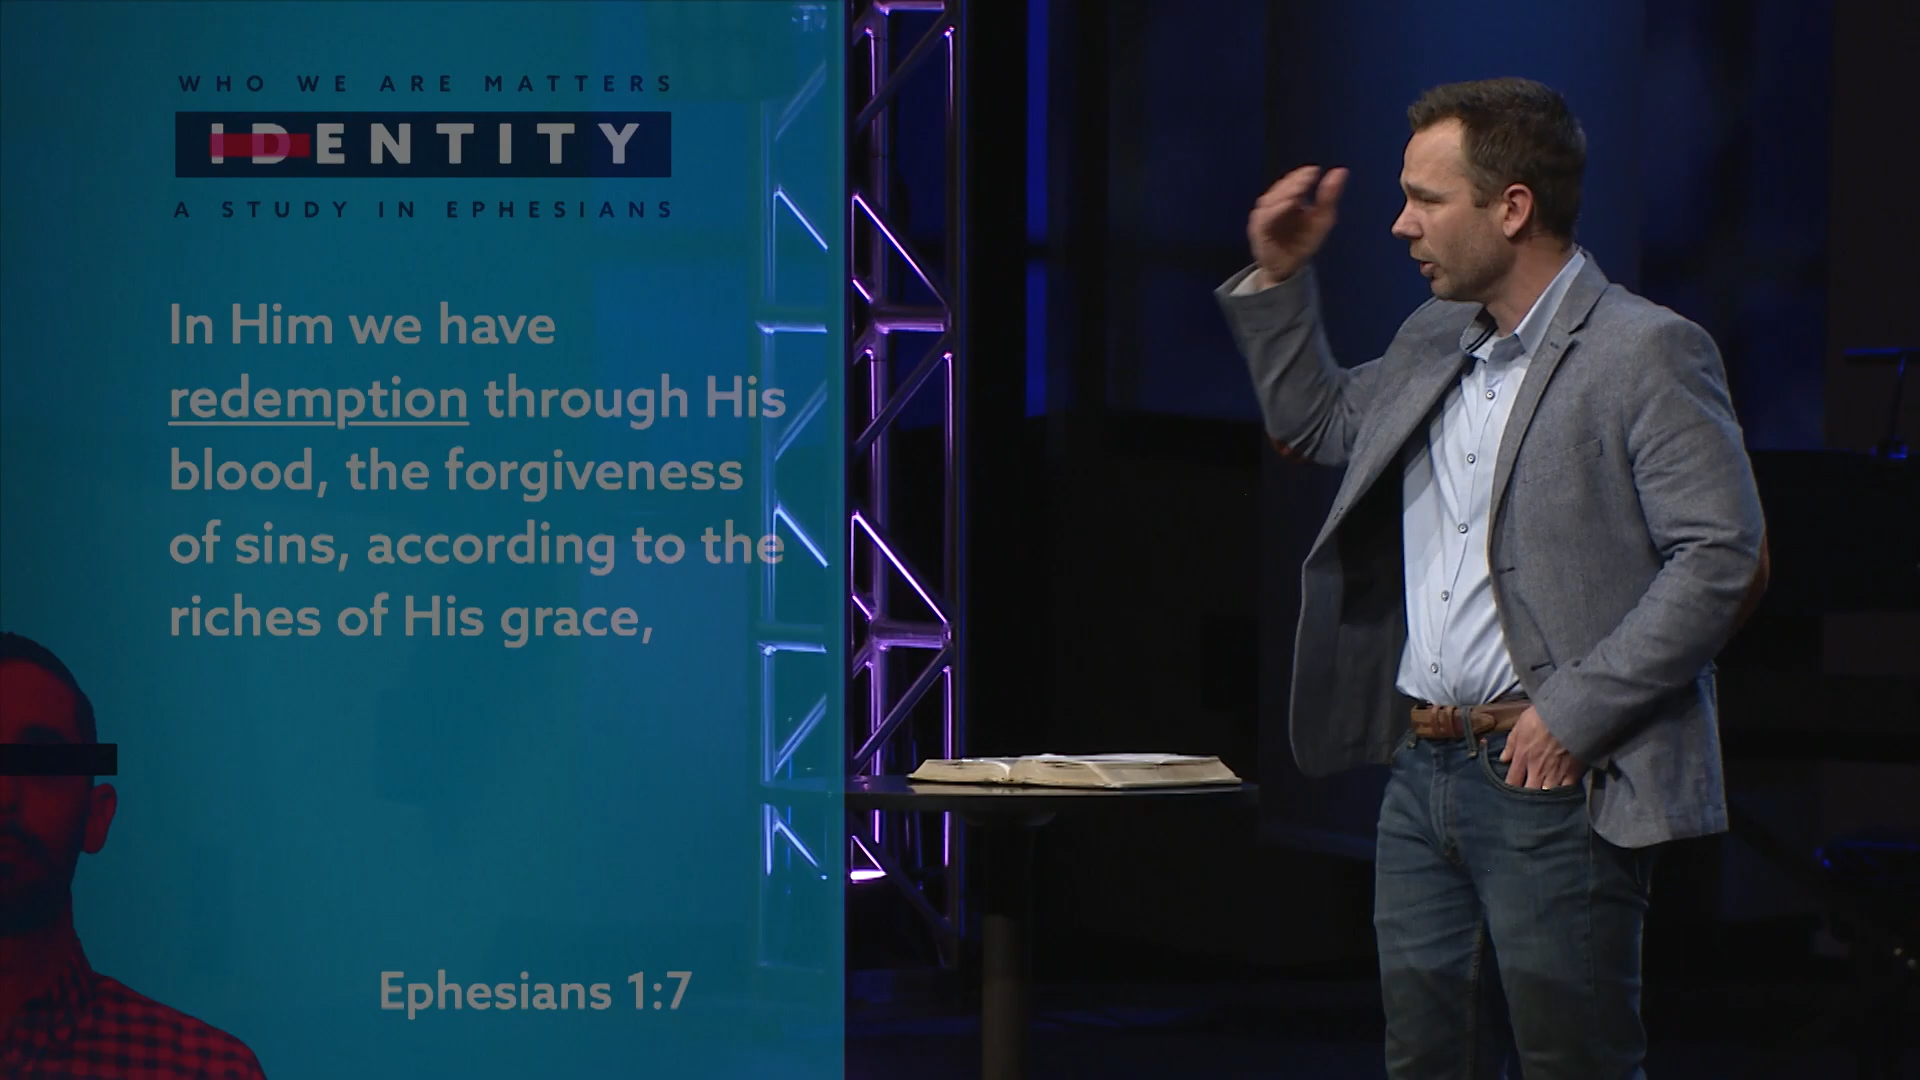 WHO WE ARE MATTERS
IDENTITY
A STUDY IN EPHESIANS
In Him we have
redemption through His
blood, the forgiveness
of sins, according to the
riches of His grace,
Ephesians 1:7